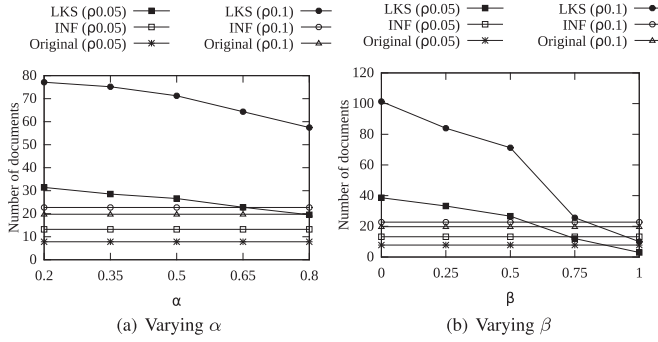 LKS (ρ0.05) LKS (ρ0.1)
INF (ρ0.05) INF (ρ0.1)
Original (ρ0.05) Original (ρ0.1)
Number of documents
80
70
60
50
40
30
20
10
0
0.2 0.35 0.5 0.65 0.8
α
(a) Varying α
LKS (ρ0.05) LKS (ρ0.1)
INF (ρ0.05) INF (ρ0.1)
Original (ρ0.05) Original (ρ0.1)
Number of documents
120
100
80
60
40
20
0
0 0.25 0.5 0.75 1
β
(b) Varying β